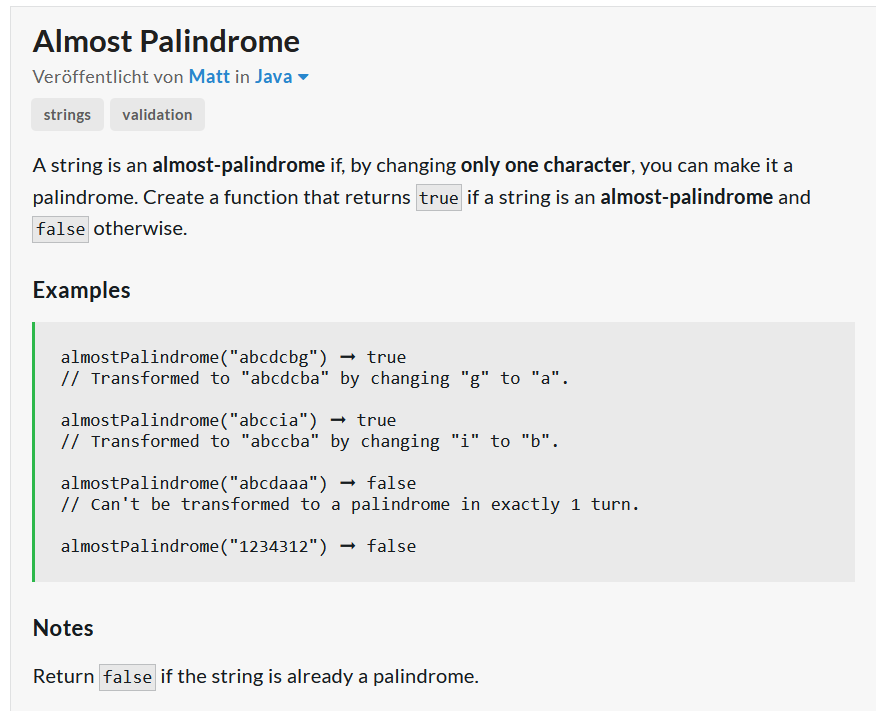 Almost Palindrome
Veröffentlicht von Matt in Java
strings validation
A string is an almost-palindrome if, by changing only one character, you can make it a
palindrome. Create a function that returns true if a string is an almost-palindrome and
false otherwise.
Examples
almostPalindrome("abcdcbg") ➞ true
// Transformed to "abcdcba" by changing "g" to "a".
almostPalindrome("abccia") ➞ true
// Transformed to "abccba" by changing "i" to "b".
almostPalindrome("abcdaaa") ➞ false
// Can't be transformed to a palindrome in exactly 1 turn.
almostPalindrome("1234312") ➞ false
Notes
Return false if the string is already a palindrome.